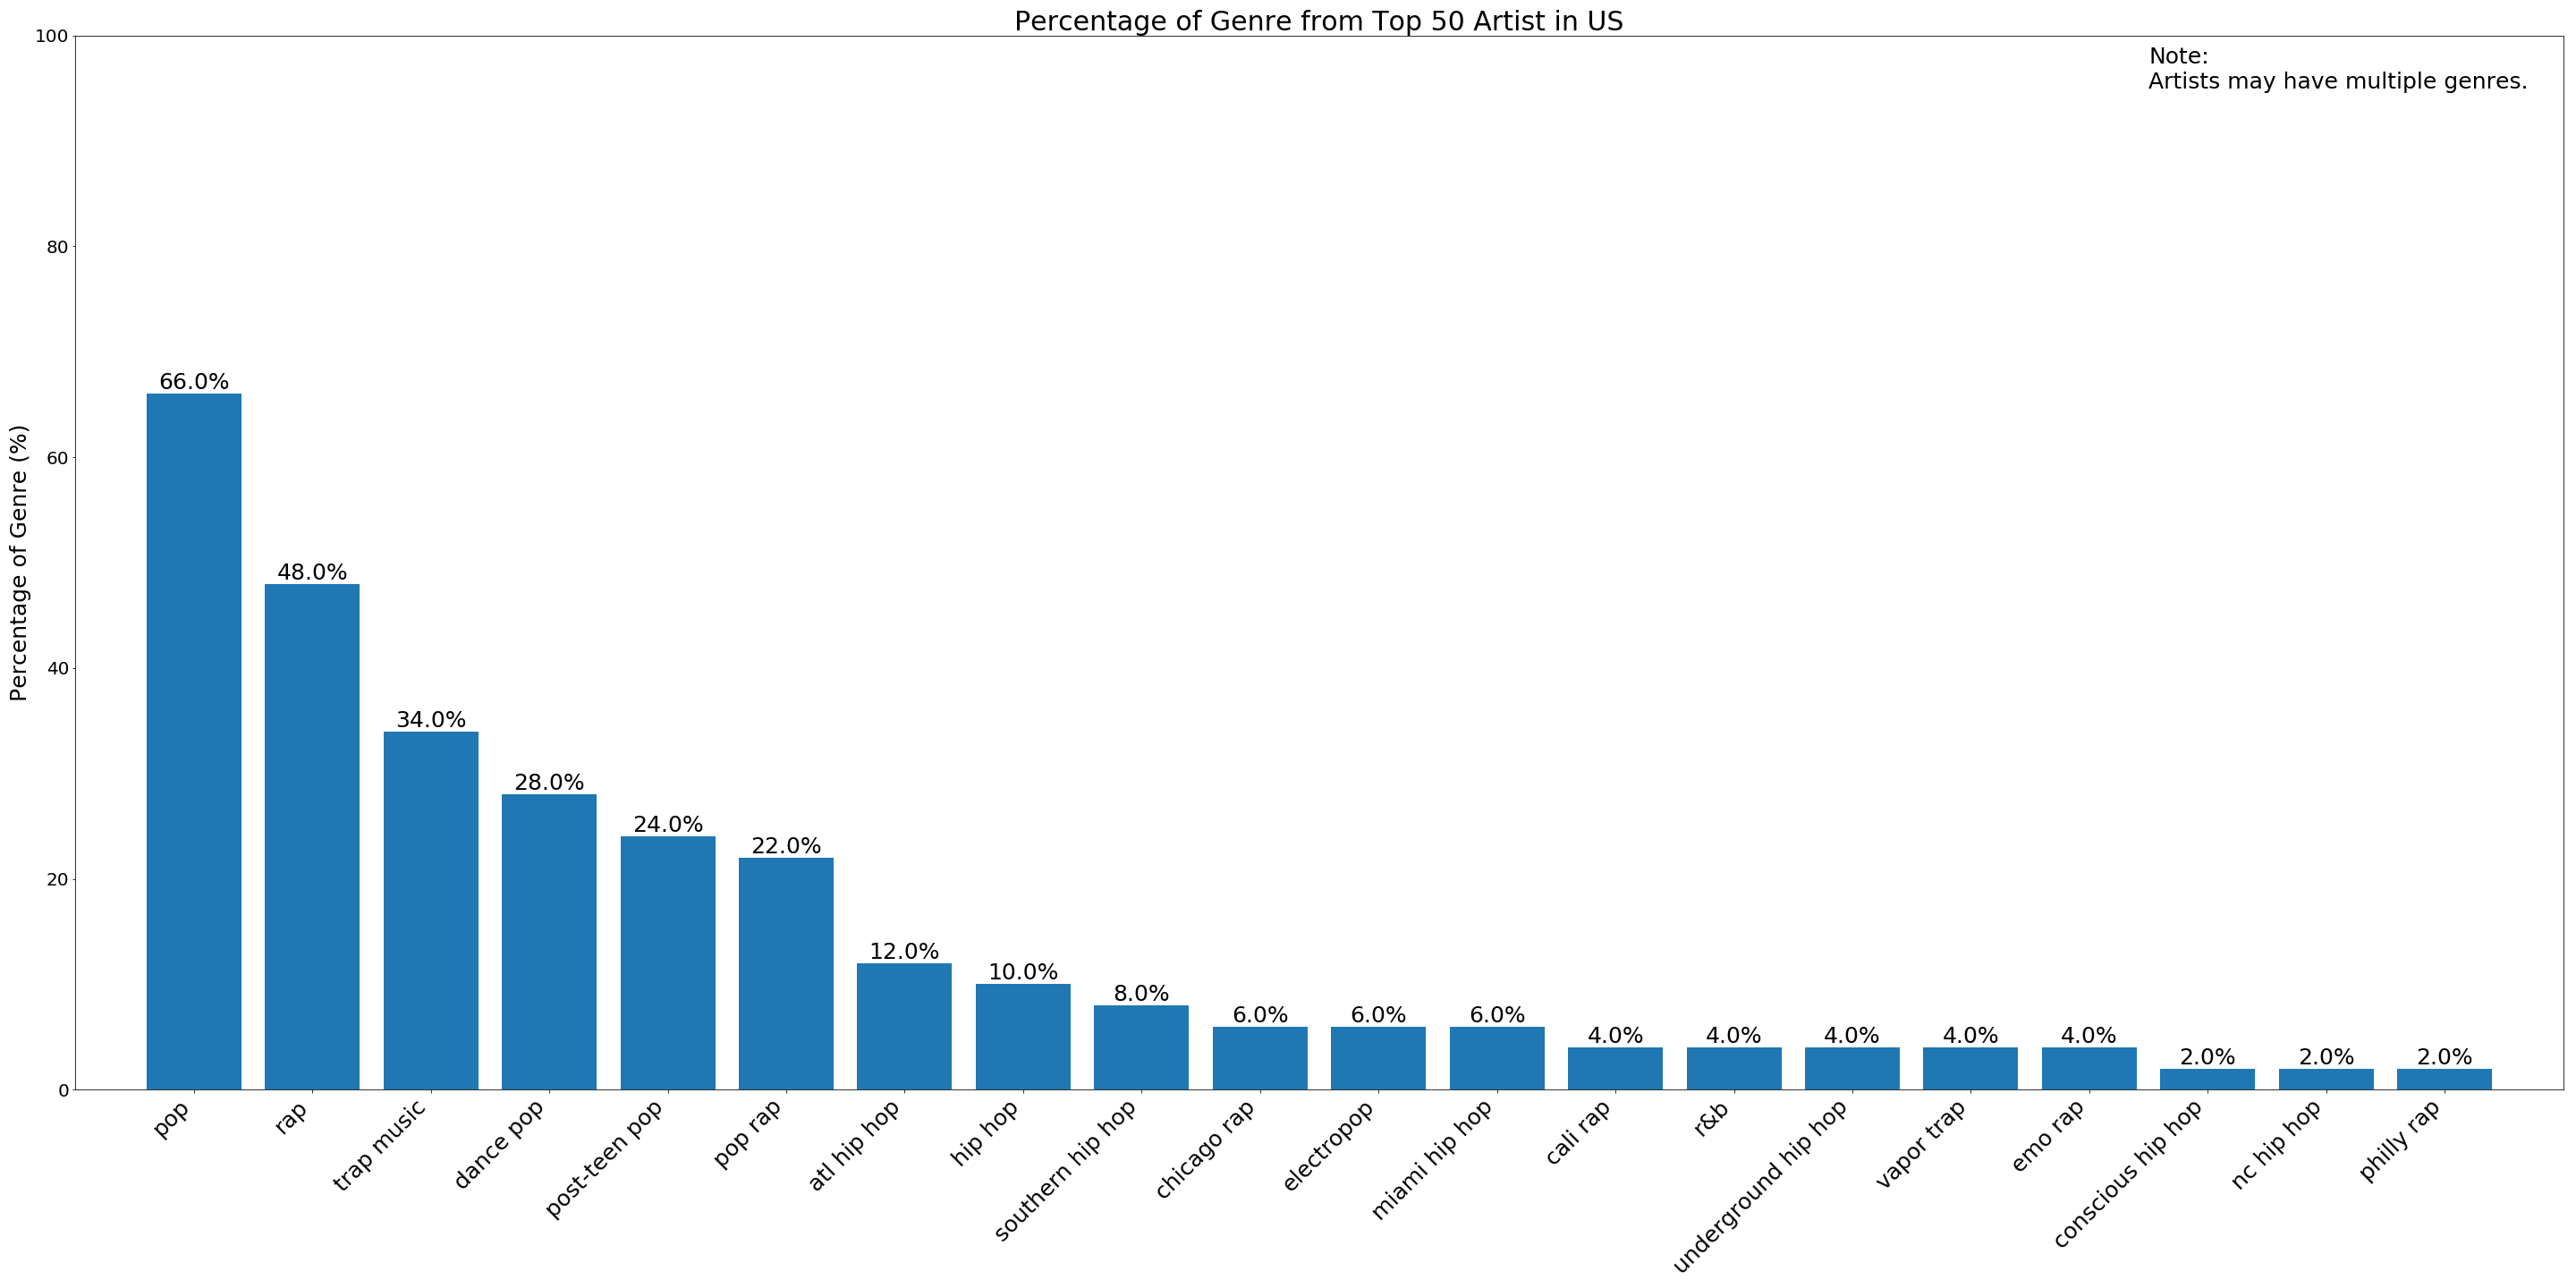 Percentage of Genre from Top 50 Artist in US
Note:
Artists may have multiple genres.
Percentage of Genre (%)
100
80
60
40
20
0
66.0%
48.0%
34.0%
28.0%
24.0%
22.0%
12.0%
10.0%
8.0%
6.0%
6.0%
6.0%
4.0%
4.0%
4.0%
4.0%
4.0%
2.0%
2.0%
2.0%
pop
rap
trap music
dance pop
post-teen pop
pop rap
atl hip hop
hip hop
southern hip hop
chicago rap
electropop
miami hip hop
cali rap
r&b
underground hip hop
vapor trap
emo rap
conscious hip hop
nc hip hop
philly rap